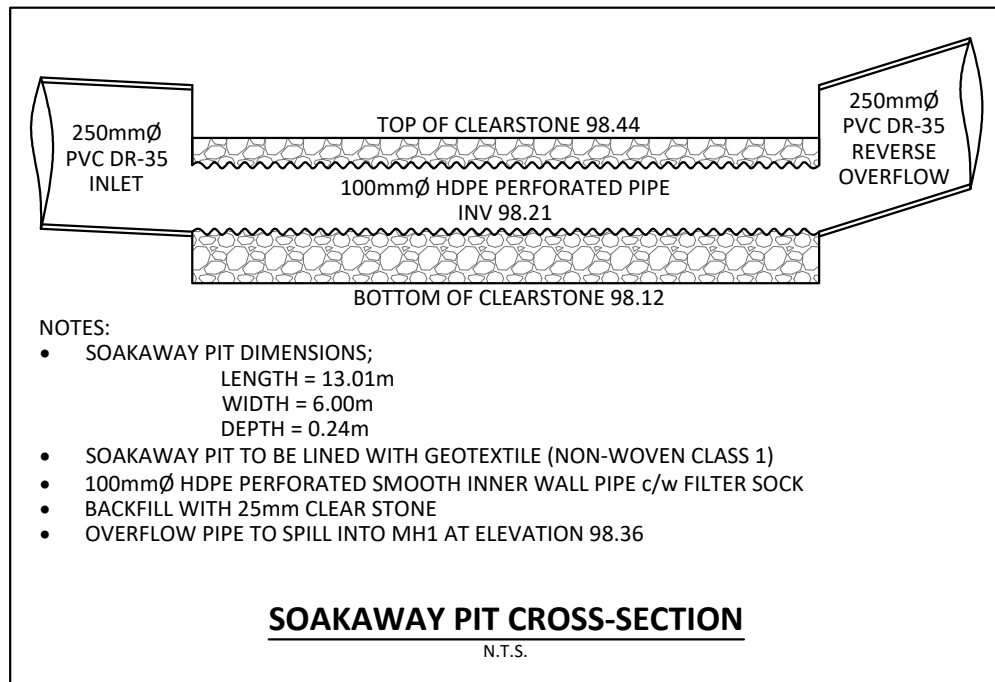 TOP OF CLEARSTONE 98.44
250mmØ
PVC DR-35
INLET
100mmØ HDPE PERFORATED PIPE
INV 98.21
250mmØ
PVC DR-35
REVERSE
OVERFLOW
BOTTOM OF CLEARSTONE 98.12
NOTES:
• SOAKAWAY PIT DIMENSIONS;
LENGTH = 13.01m
WIDTH = 6.00m
DEPTH = 0.24m
• SOAKAWAY PIT TO BE LINED WITH GEOTEXTILE (NON-WOVEN CLASS 1)
• 100mmØ HDPE PERFORATED SMOOTH INNER WALL PIPE c/w FILTER SOCK
• BACKFILL WITH 25mm CLEAR STONE
• OVERFLOW PIPE TO SPILL INTO MH1 AT ELEVATION 98.36
SOAKAWAY PIT CROSS-SECTION
N.T.S.